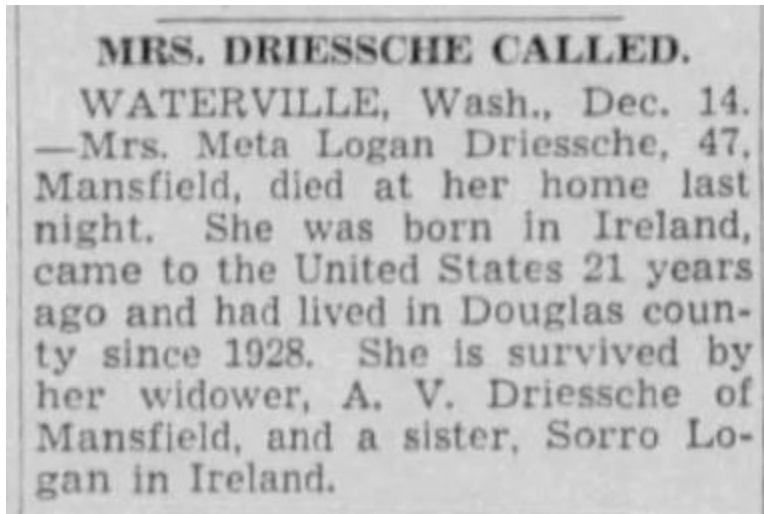 MRS. DRIESSCHE CALLED.
WATERVILLE, Wash., Dec. 14.
—Mrs. Meta Logan Driessche, 47,
Mansfield, died at her home last
night. She was born in Ireland,
came to the United States 21 years
ago and had lived in Douglas coun-
ty since 1928. She is survived by
her widower, A. V. Driessche of
Mansfield, and a sister, Sorro Lo-
gan in Ireland.